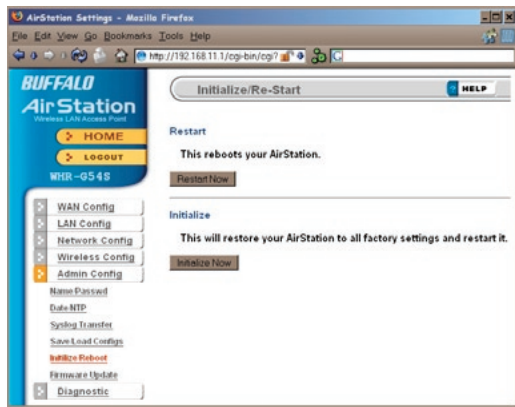 AirStation Settings - Mozilla Firefox
File Edit View Go Bookmarks Tools Help
http://192.168.11.1/cgi-bin/cgi?
BUFFALO
AirStation
Wireless LAN Access Point
HOME
LOGOUT
WHR-G54S
WAN Config
LAN Config
Network Config
Wireless Config
Admin Config
Name Passwd
Date NTP
Syslog Transfer
Save Load Configs
Initilize Reboot
Firmware Update
Diagnostic
Initialize/Re-Start
HELP
Restart
This reboots your AirStation.
Restart Now
Initialize
This will restore your AirStation to all factory settings and restart it.
Initialize Now